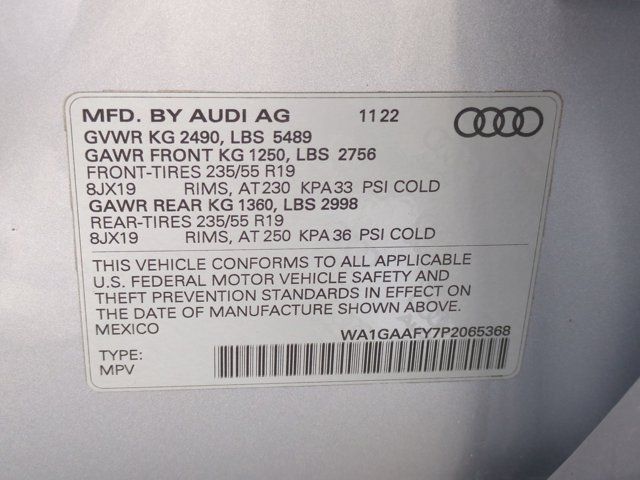 MFD. BY AUDI AG 11 22
GVWR KG 2490, LBS 5489
GAWR FRONT KG 1250, LBS 2756
FRONT-TIRES 235/55 R19
8JX19 RIMS, AT 230 KPA 33 PSI COLD
GAWR REAR KG 1360, LBS 2998
REAR-TIRES 235/55 R19
8JX19 RIMS, AT 250 KPA 36 PSI COLD
THIS VEHICLE CONFORMS TO ALL APPLICABLE
U.S. FEDERAL MOTOR VEHICLE SAFETY AND
THEFT PREVENTION STANDARDS IN EFFECT ON
THE DATE OF MANUFACTURE SHOWN ABOVE.
MEXICO WA1GAAFY7P2065368
TYPE:
MPV